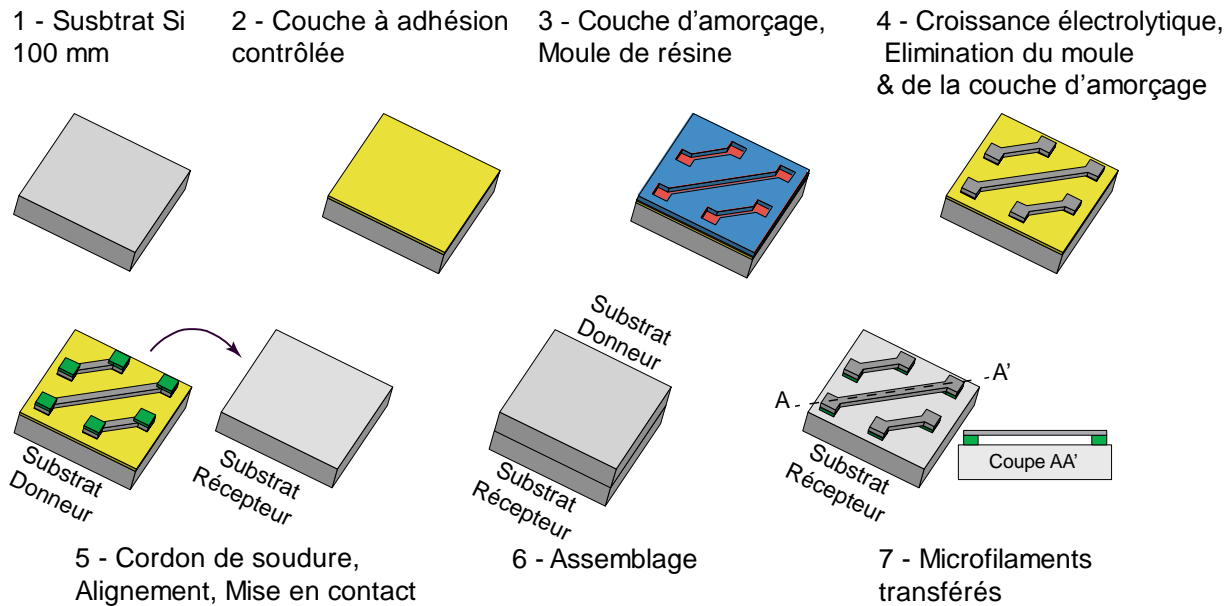 1 - Susbtrat Si
100 mm
2 - Couche à adhésion
contrôlée
3 - Couche d'amorçage,
Moule de résine
4 - Croissance électrolytique,
Elimination du moule
& de la couche d'amorçage
Substrat
Donneur
Substrat
Récepteur
Substrat
Donneur
Substrat
Récepteur
A
A'
Coupe AA'
Substrat
Récepteur
5 - Cordon de soudure,
Alignement, Mise en contact
6 - Assemblage
7 - Microfilaments
transférés